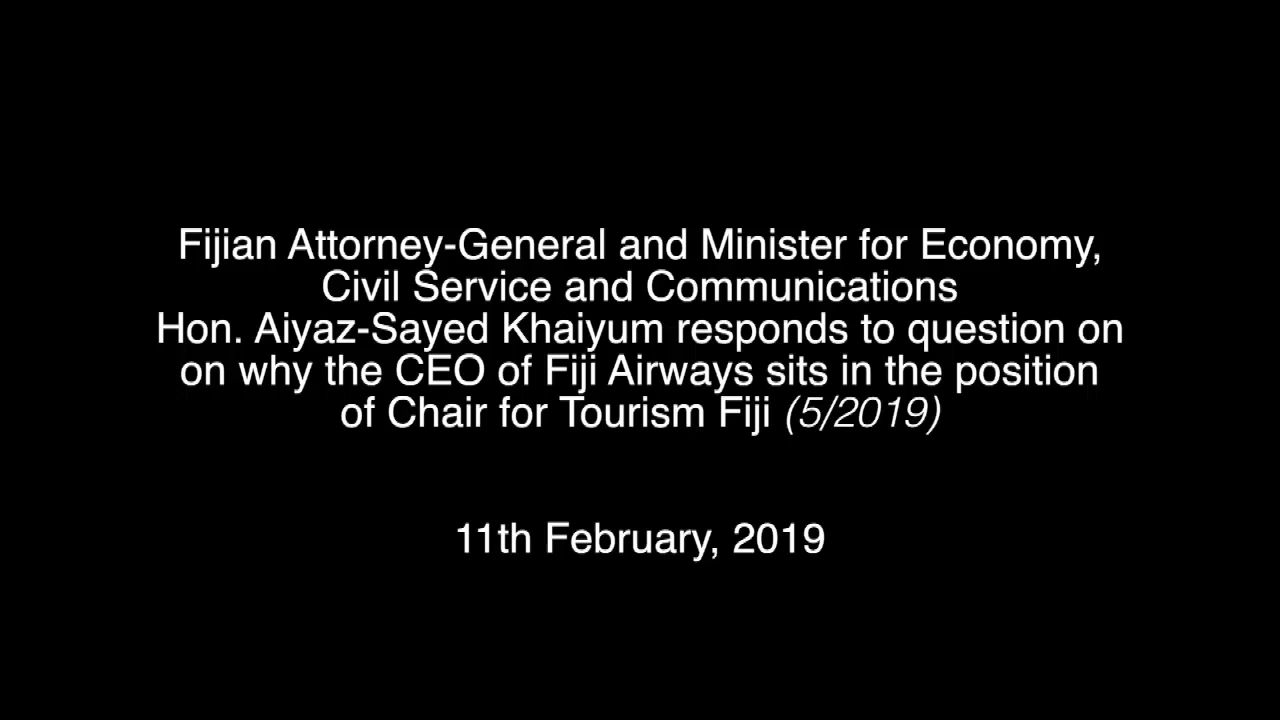 Fijian Attorney-General and Minister for Economy,
Civil Service and Communications
Hon. Aiyaz-Sayed Khaiyum responds to question on
on why the CEO of Fiji Airways sits in the position
of Chair for Tourism Fiji (5/2019)
11th February, 2019